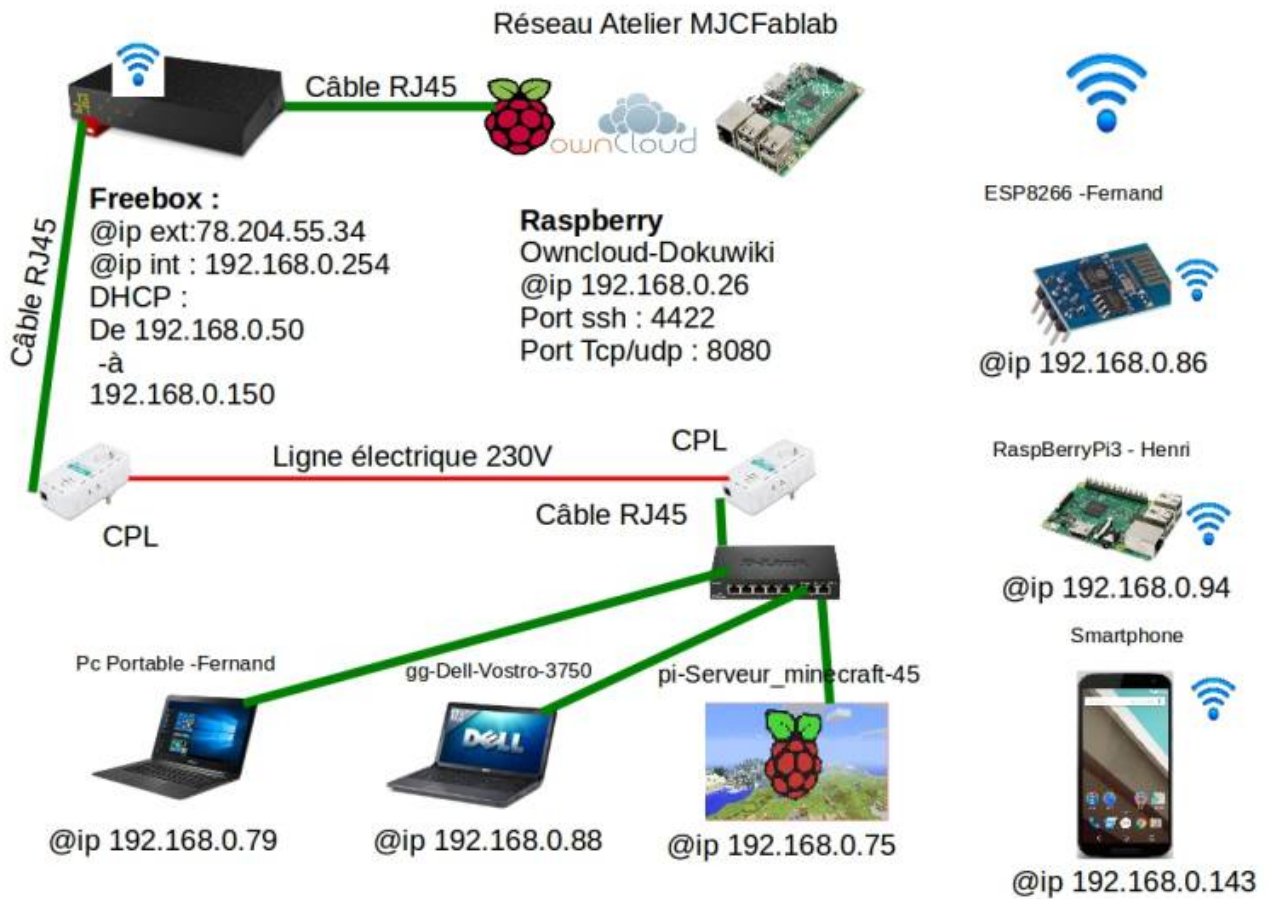 Réseau Atelier MJCFablab
Câble RJ45
ownCloud
Câble RJ45
Freebox :
@ip ext:78.204.55.34
@ip int : 192.168.0.254
DHCP :
De 192.168.0.50
-à
192.168.0.150
Raspberry
Owncloud-Dokuwiki
@ip 192.168.0.26
Port ssh : 4422
Port Tcp/udp : 8080
ESP8266 -Fernand
@ip 192.168.0.86
CPL
Ligne électrique 230V
CPL
Câble RJ45
RaspBerryPi3 - Henri
@ip 192.168.0.94
Pc Portable -Fernand
@ip 192.168.0.79
gg-Dell-Vostro-3750
DELL
@ip 192.168.0.88
pi-Serveur_minecraft-45
@ip 192.168.0.75
Smartphone
@ip 192.168.0.143